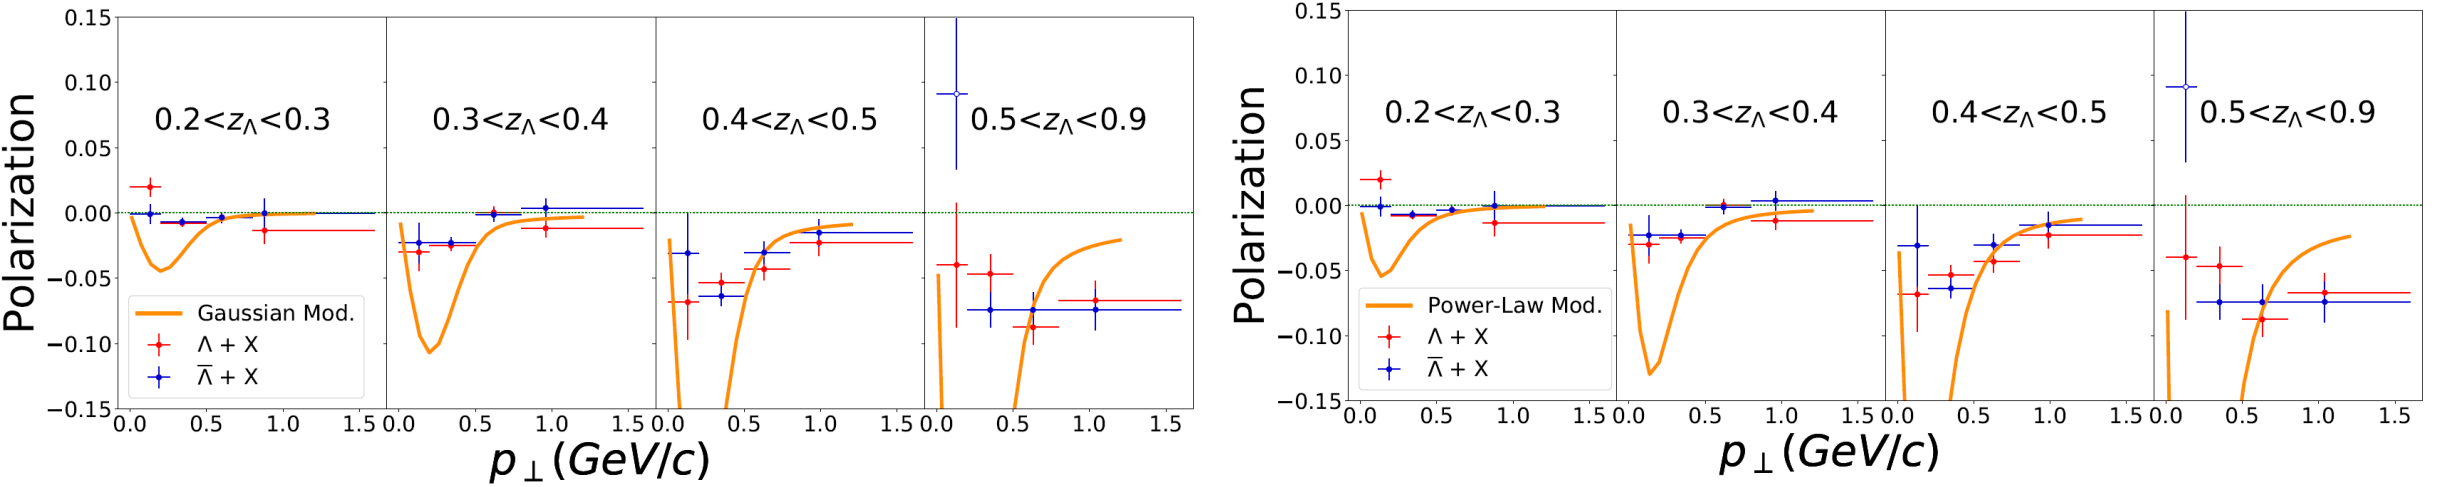 Polarization
0.15
0.10
0.05
0.00
−0.05
−0.10
−0.15
0.2<z_Λ<0.3
0.3<z_Λ<0.4
0.4<z_Λ<0.5
0.5<z_Λ<0.9
Gaussian Mod.
Λ + X
Λ̅ + X
0.0 0.5 1.0 1.5
0.0 0.5 1.0 1.5
0.0 0.5 1.0 1.5
0.0 0.5 1.0 1.5
p⊥(GeV/c)
Polarization
0.15
0.10
0.05
0.00
−0.05
−0.10
−0.15
0.2<z_Λ<0.3
0.3<z_Λ<0.4
0.4<z_Λ<0.5
0.5<z_Λ<0.9
Power-Law Mod.
Λ + X
Λ̅ + X
0.0 0.5 1.0 1.5
0.0 0.5 1.0 1.5
0.0 0.5 1.0 1.5
0.0 0.5 1.0 1.5
p⊥(GeV/c)